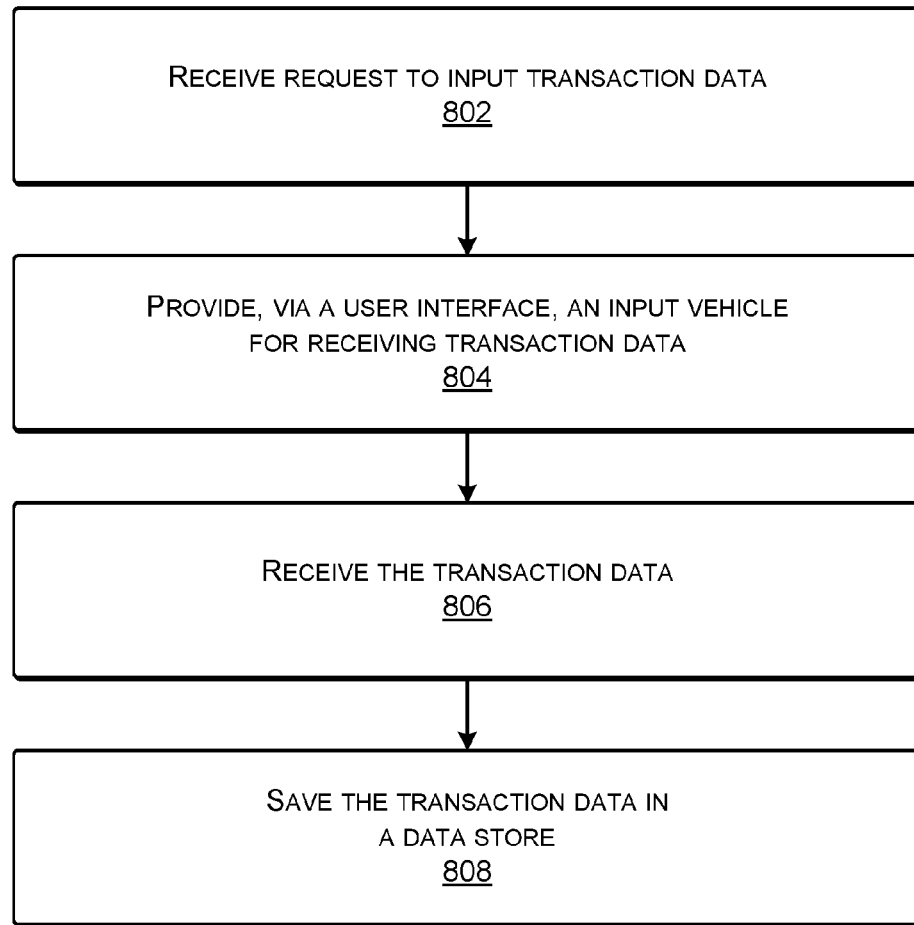 RECEIVE REQUEST TO INPUT TRANSACTION DATA
802
PROVIDE, VIA A USER INTERFACE, AN INPUT VEHICLE
FOR RECEIVING TRANSACTION DATA
804
RECEIVE THE TRANSACTION DATA
806
SAVE THE TRANSACTION DATA IN
A DATA STORE
808